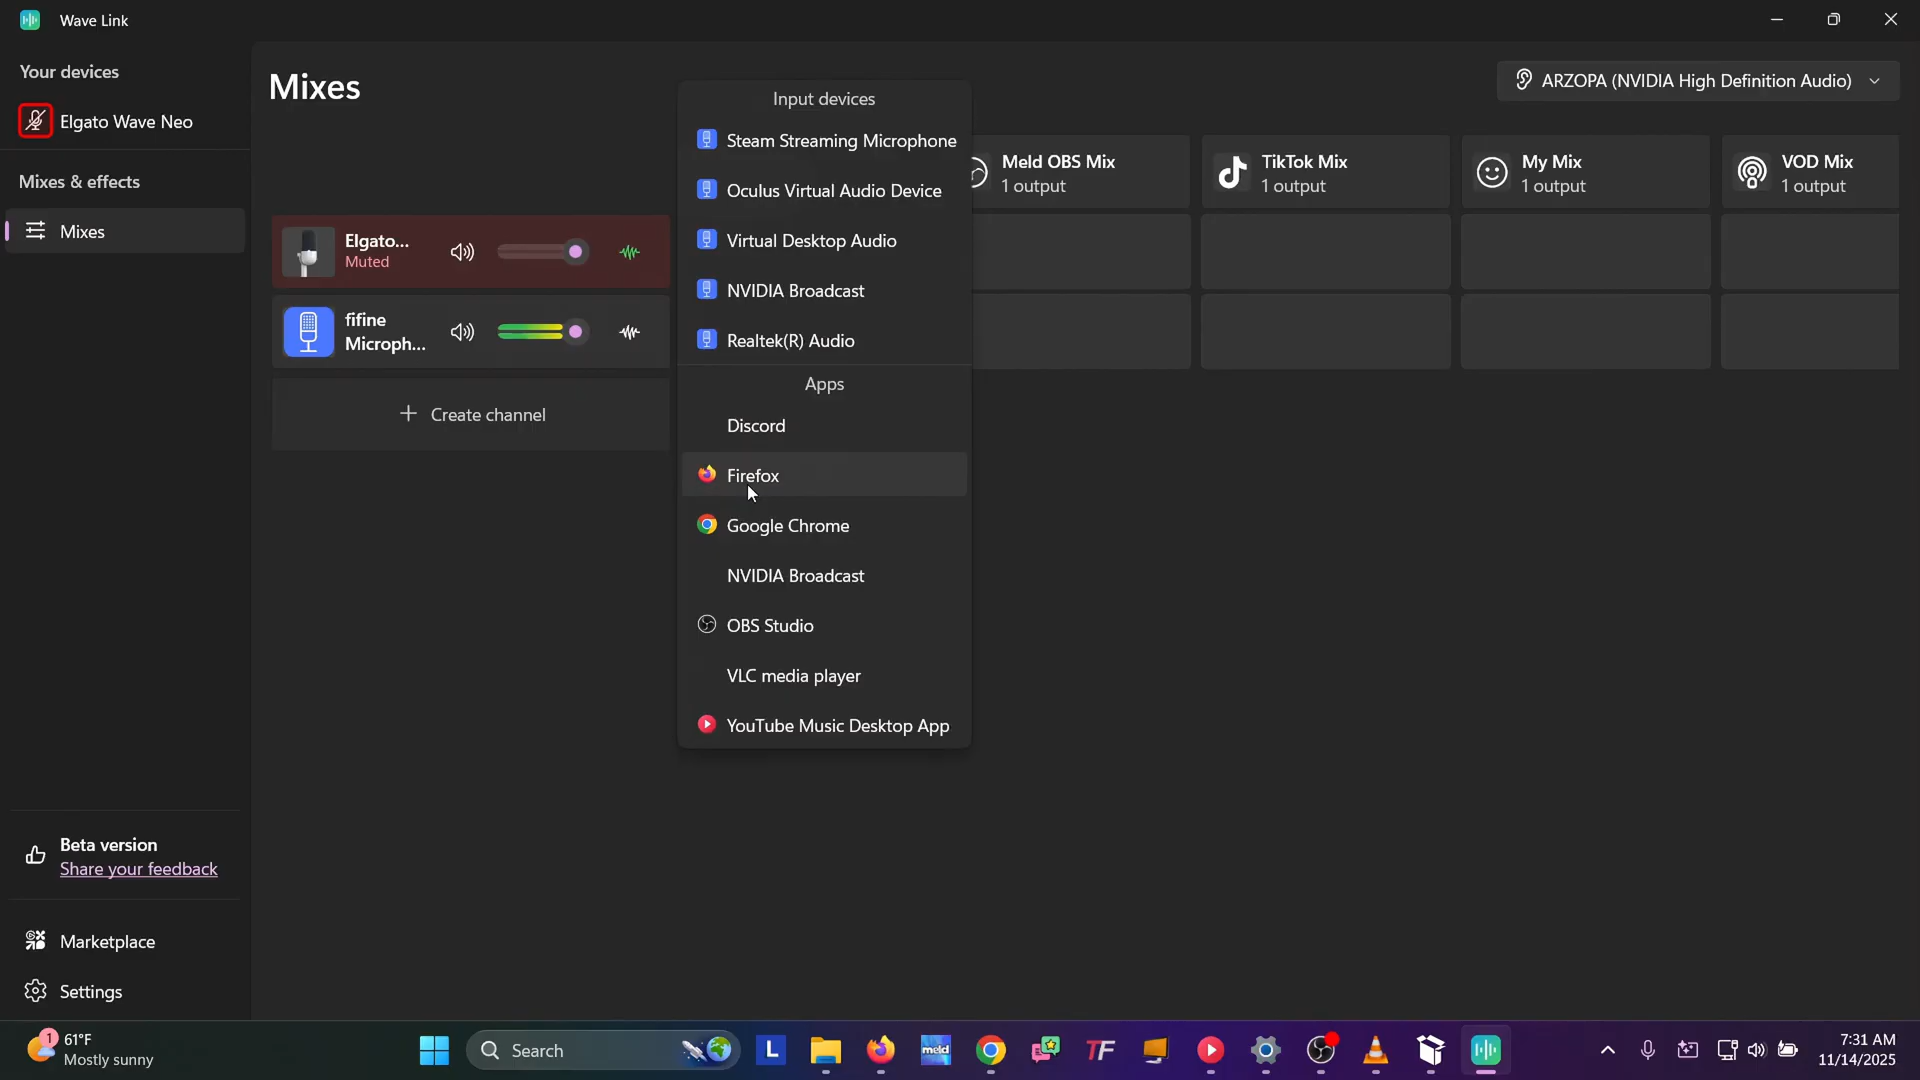 Wave Link
Your devices
Elgato Wave Neo
Mixes & effects
Mixes
Beta version
Share your feedback
Marketplace
Settings
Mixes
ARZOPA (NVIDIA High Definition Audio)
Meld OBS Mix
1 output
TikTok Mix
1 output
My Mix
1 output
VOD Mix
1 output
Elgato...
Muted
fifine
Microph...
Create channel
Input devices
Steam Streaming Microphone
Oculus Virtual Audio Device
Virtual Desktop Audio
NVIDIA Broadcast
Realtek(R) Audio
Apps
Discord
Firefox
Google Chrome
NVIDIA Broadcast
OBS Studio
VLC media player
YouTube Music Desktop App
1
61°F
Mostly sunny
Search
L
meld
TF
7:31 AM
11/14/2025